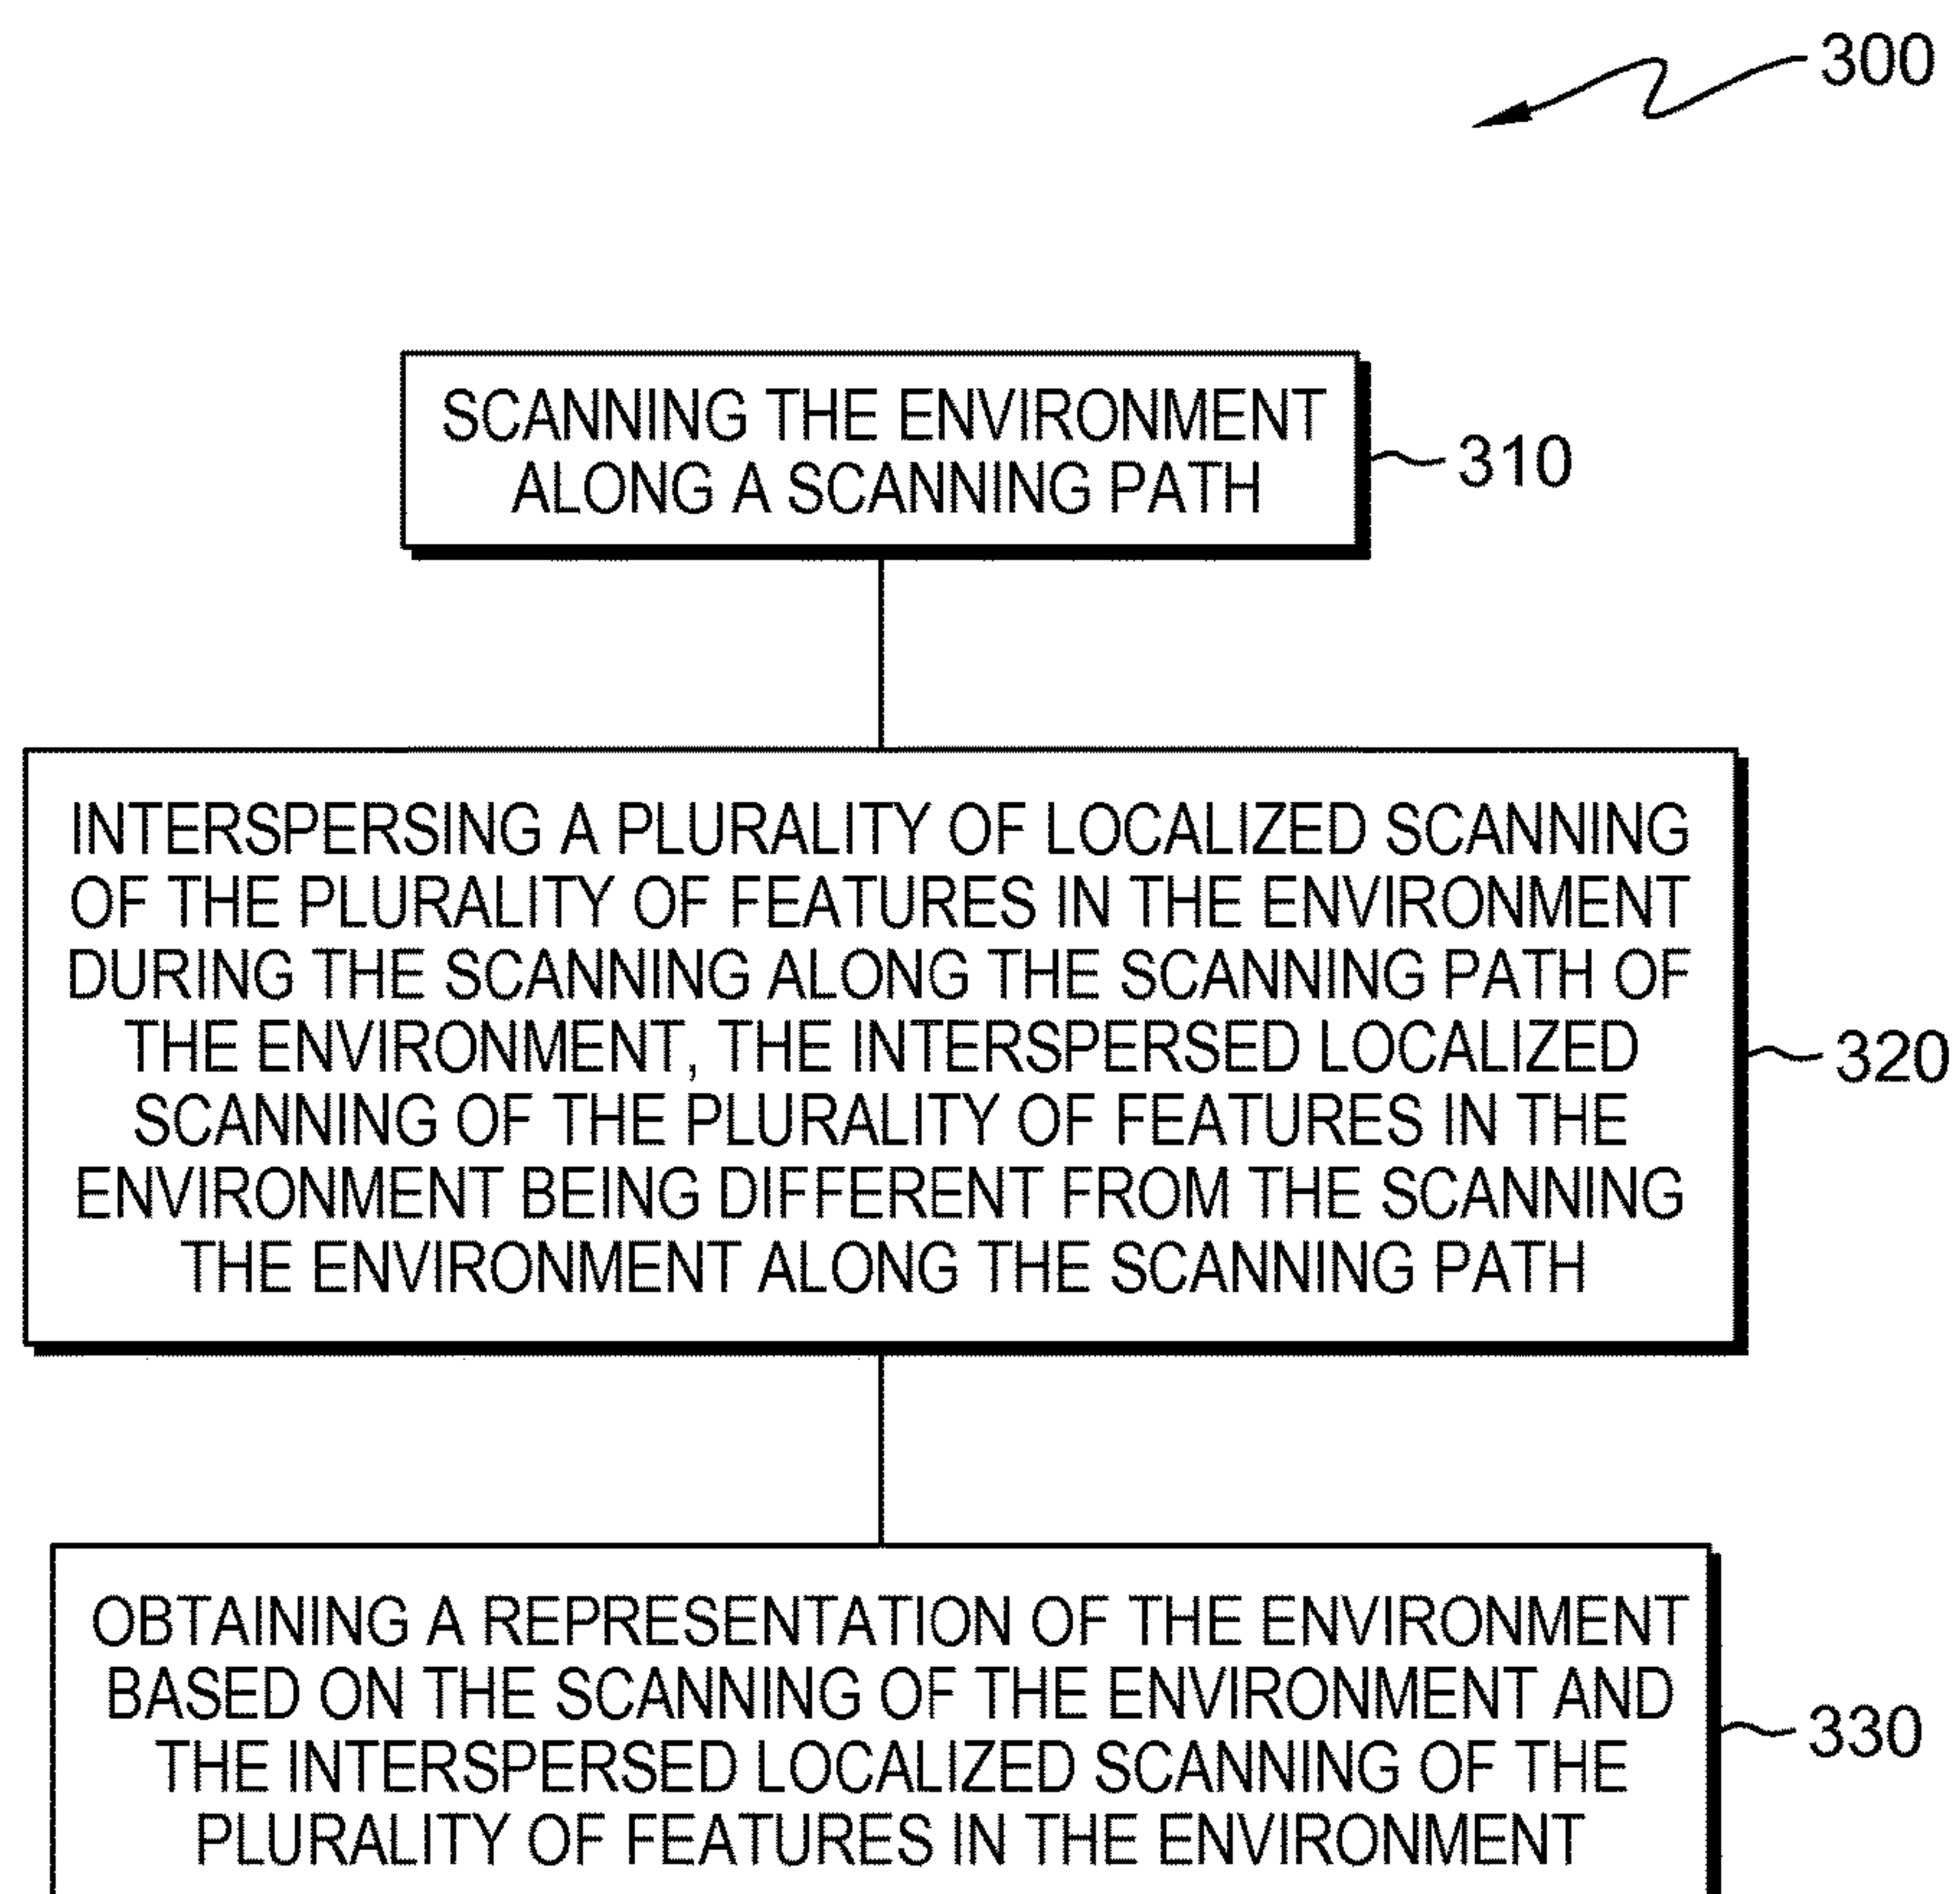 300
SCANNING THE ENVIRONMENT
ALONG A SCANNING PATH
310
INTERSPERSING A PLURALITY OF LOCALIZED SCANNING
OF THE PLURALITY OF FEATURES IN THE ENVIRONMENT
DURING THE SCANNING ALONG THE SCANNING PATH OF
THE ENVIRONMENT, THE INTERSPERSED LOCALIZED
SCANNING OF THE PLURALITY OF FEATURES IN THE
ENVIRONMENT BEING DIFFERENT FROM THE SCANNING
THE ENVIRONMENT ALONG THE SCANNING PATH
320
OBTAINING A REPRESENTATION OF THE ENVIRONMENT
BASED ON THE SCANNING OF THE ENVIRONMENT AND
THE INTERSPERSED LOCALIZED SCANNING OF THE
PLURALITY OF FEATURES IN THE ENVIRONMENT
330